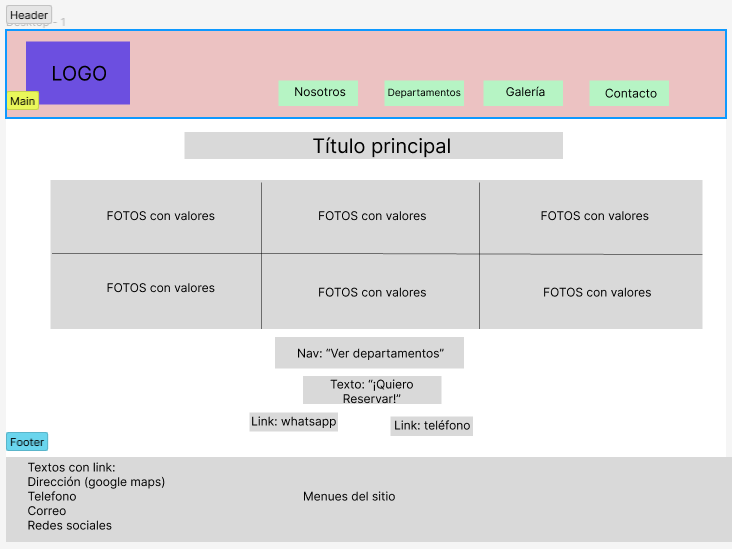 Header
Desktop - 1
LOGO
Main
Nosotros
Departamentos
Galería
Contacto
Título principal
FOTOS con valores
FOTOS con valores
FOTOS con valores
FOTOS con valores
FOTOS con valores
FOTOS con valores
Nav: “Ver departamentos”
Texto: “¡Quiero
Reservar!”
Link: whatsapp
Link: teléfono
Footer
Textos con link:
Dirección (google maps)
Telefono
Correo
Redes sociales
Menues del sitio